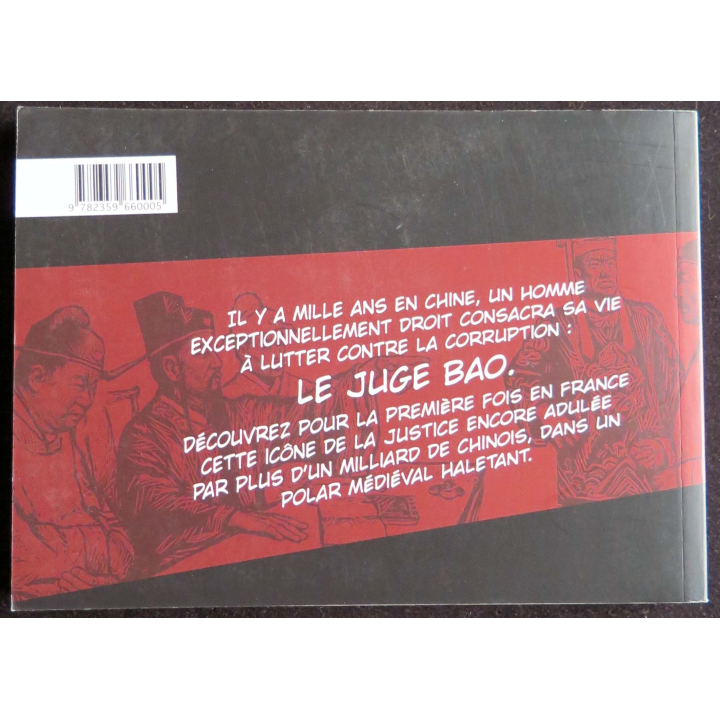 9 782359 660005
IL Y A MILLE ANS EN CHINE, UN HOMME
EXCEPTIONNELLEMENT DROIT CONSACRA SA VIE
À LUTTER CONTRE LA CORRUPTION :
LE JUGE BAO.
DÉCOUVREZ POUR LA PREMIÈRE FOIS EN FRANCE
CETTE ICÔNE DE LA JUSTICE ENCORE ADULÉE
PAR PLUS D'UN MILLIARD DE CHINOIS, DANS UN
POLAR MÉDIÉVAL HALETANT.